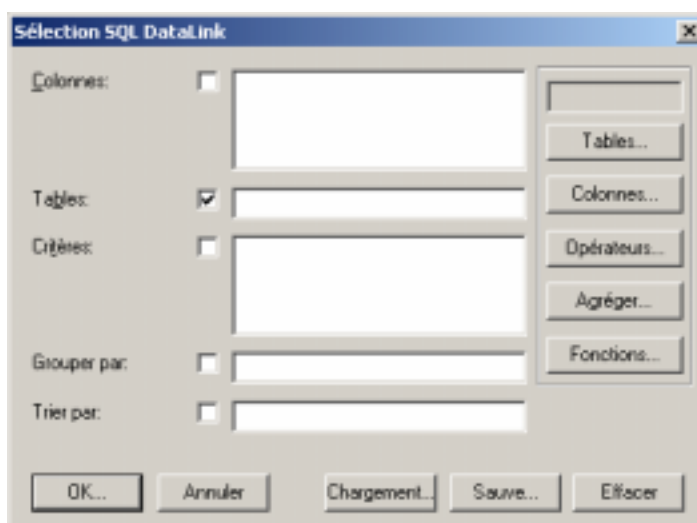 Sélection SQL DataLink
Colonnes:
Tables...
Tables:
Colonnes...
Critères:
Opérateurs...
Agréger...
Grouper par:
Fonctions...
Trier par:
OK...
Annuler
Chargement...
Sauve...
Effacer